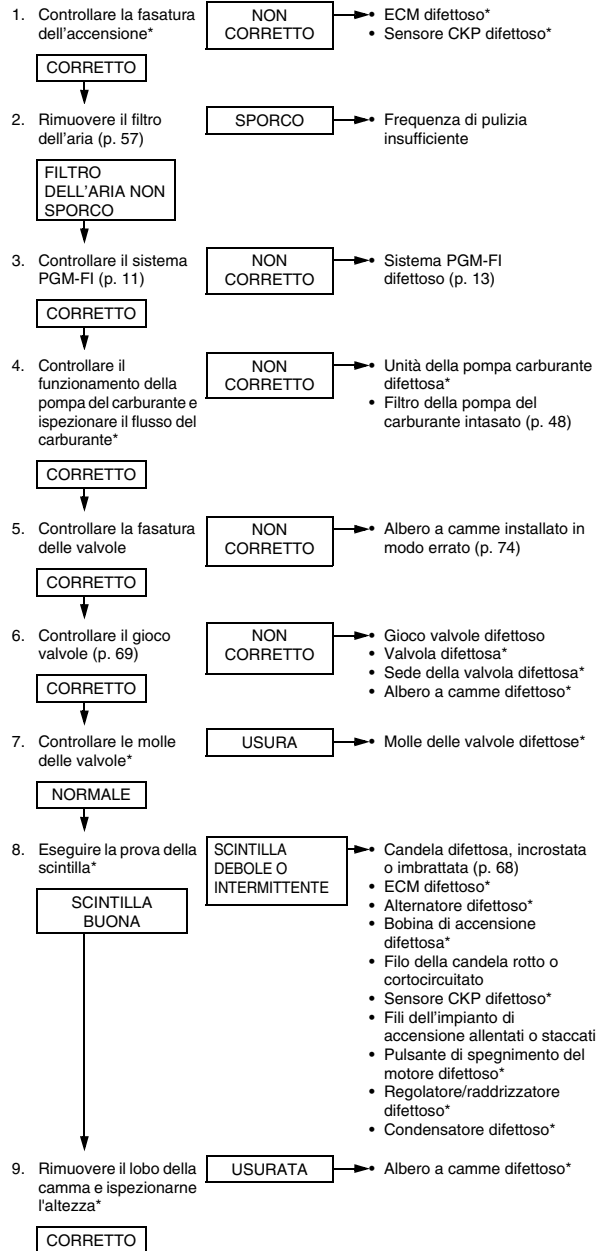 1. Controllare la fasatura
dell'accensione*
NON
CORRETTO
• ECM difettoso*
• Sensore CKP difettoso*
CORRETTO
2. Rimuovere il filtro
dell'aria (p. 57)
SPORCO
• Frequenza di pulizia
insufficiente
FILTRO
DELL'ARIA NON
SPORCO
3. Controllare il sistema
PGM-FI (p. 11)
NON
CORRETTO
• Sistema PGM-FI
difettoso (p. 13)
CORRETTO
4. Controllare il
funzionamento della
pompa del carburante e
ispezionare il flusso del
carburante*
NON
CORRETTO
• Unità della pompa carburante
difettosa*
• Filtro della pompa del
carburante intasato (p. 48)
CORRETTO
5. Controllare la fasatura
delle valvole
NON
CORRETTO
• Albero a camme installato in
modo errato (p. 74)
CORRETTO
6. Controllare il gioco
valvole (p. 69)
NON
CORRETTO
• Gioco valvole difettoso
• Valvola difettosa*
• Sede della valvola difettosa*
• Albero a camme difettoso*
CORRETTO
7. Controllare le molle
delle valvole*
USURA
• Molle delle valvole difettose*
NORMALE
8. Eseguire la prova della
scintilla*
SCINTILLA
DEBOLE O
INTERMITTENTE
• Candela difettosa, incrostata
o imbrattata (p. 68)
• ECM difettoso*
• Alternatore difettoso*
• Bobina di accensione
difettosa*
• Filo della candela rotto o
cortocircuitato
• Sensore CKP difettoso*
• Fili dell'impianto di
accensione allentati o staccati
• Pulsante di spegnimento del
motore difettoso*
• Regolatore/raddrizzatore
difettoso*
• Condensatore difettoso*
SCINTILLA
BUONA
9. Rimuovere il lobo della
camma e ispezionarne
l'altezza*
USURATA
• Albero a camme difettoso*
CORRETTO